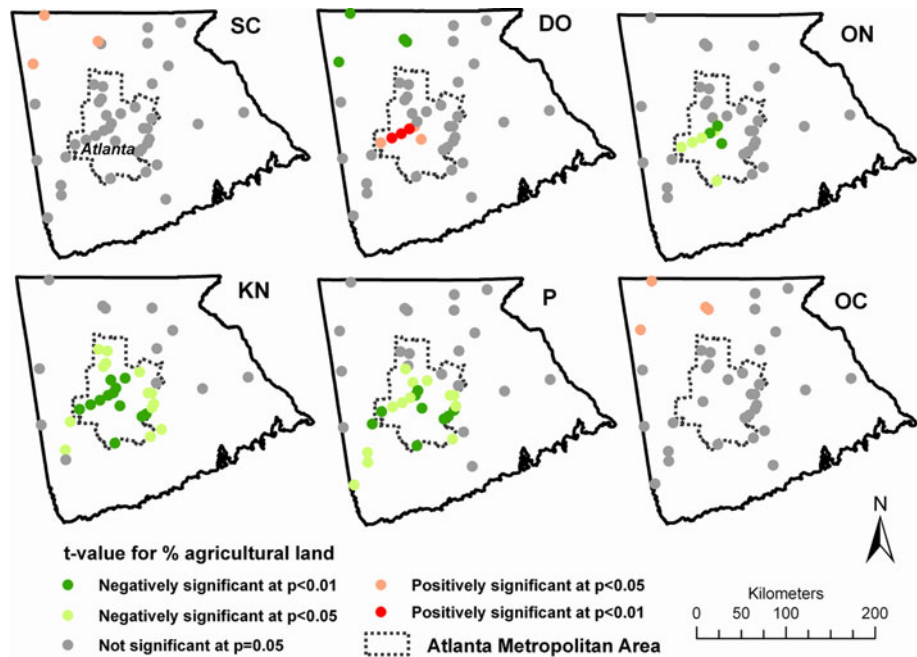 SC
DO
ON
Atlanta
KN
P
OC
N
t-value for % agricultural land
Negatively significant at p<0.01
Positively significant at p<0.05
Negatively significant at p<0.05
Positively significant at p<0.01
Not significant at p=0.05
Atlanta Metropolitan Area
Kilometers
0 50 100 200